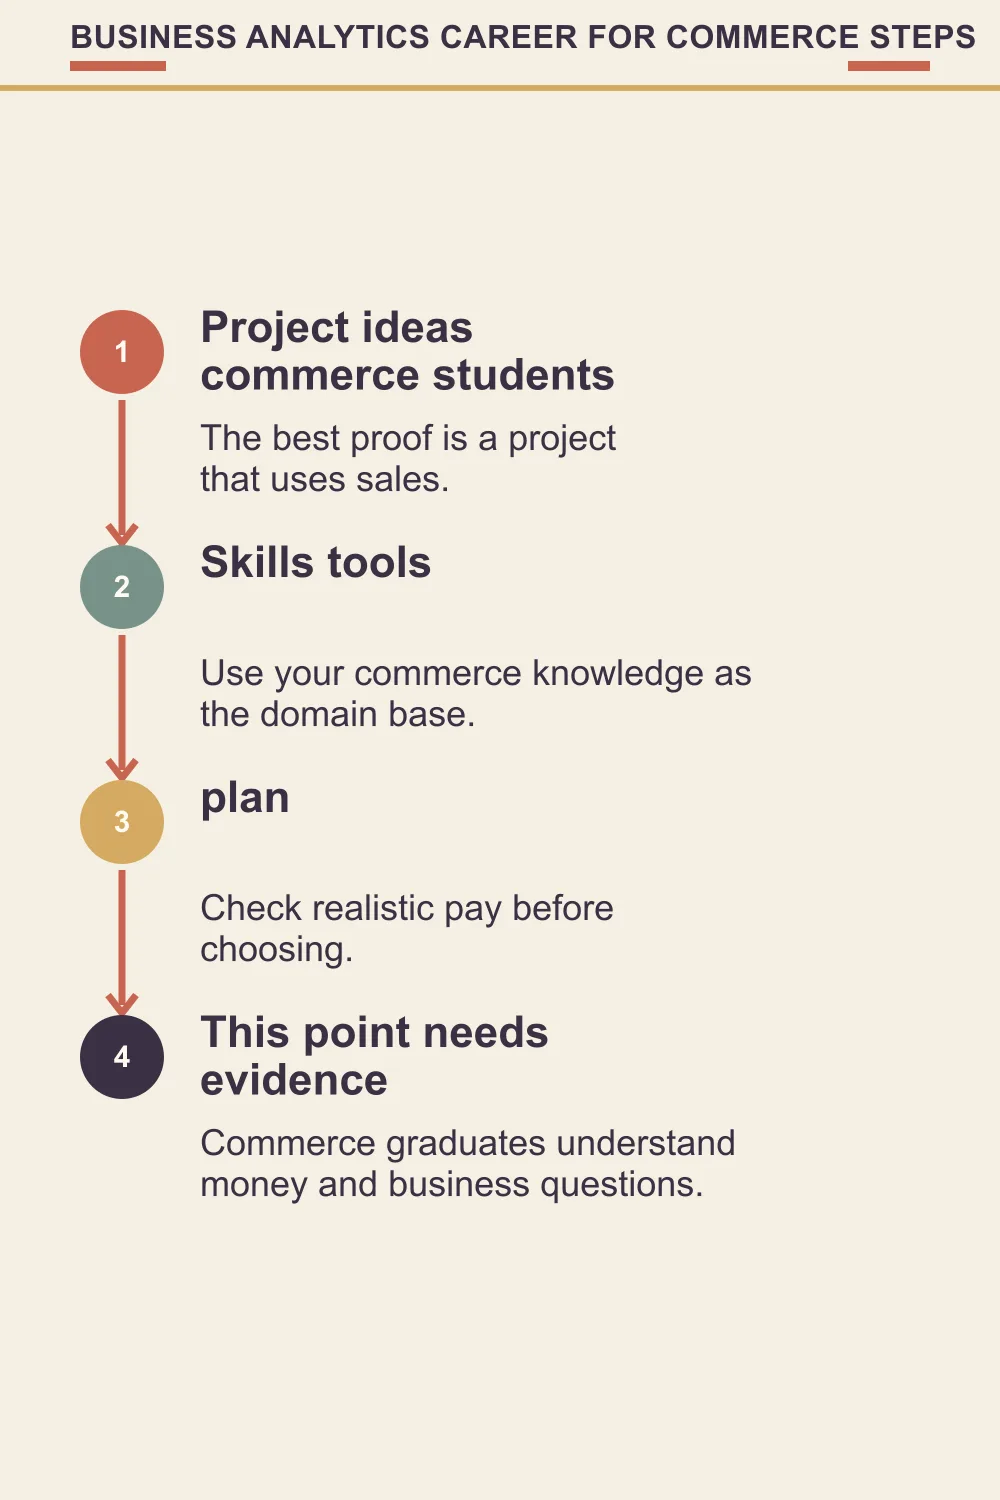 BUSINESS ANALYTICS CAREER FOR COMMERCE STEPS
1
Project ideas
commerce students
The best proof is a project
that uses sales.
2
Skills tools
Use your commerce knowledge as
the domain base.
3
plan
Check realistic pay before
choosing.
4
This point needs
evidence
Commerce graduates understand
money and business questions.